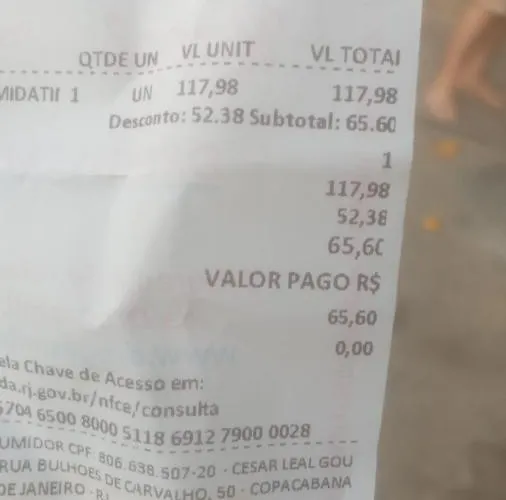 QTDE UN VL UNIT VL TOTAI
MIDATII 1 UN 117,98 117,98
Desconto: 52.38 Subtotal: 65.60
1
117,98
52,38
65,60
VALOR PAGO R$
65,60
0,00
ela Chave de Acesso em:
da.rj.gov.br/nfce/consulta
5704 6500 8000 5118 6912 7900 0028
UMIDOR CPF: 806.638.507-20 - CESAR LEAL GOU
RUA BULHOES DE CARVALHO, 50 - COPACABANA
DE JANEIRO - RJ